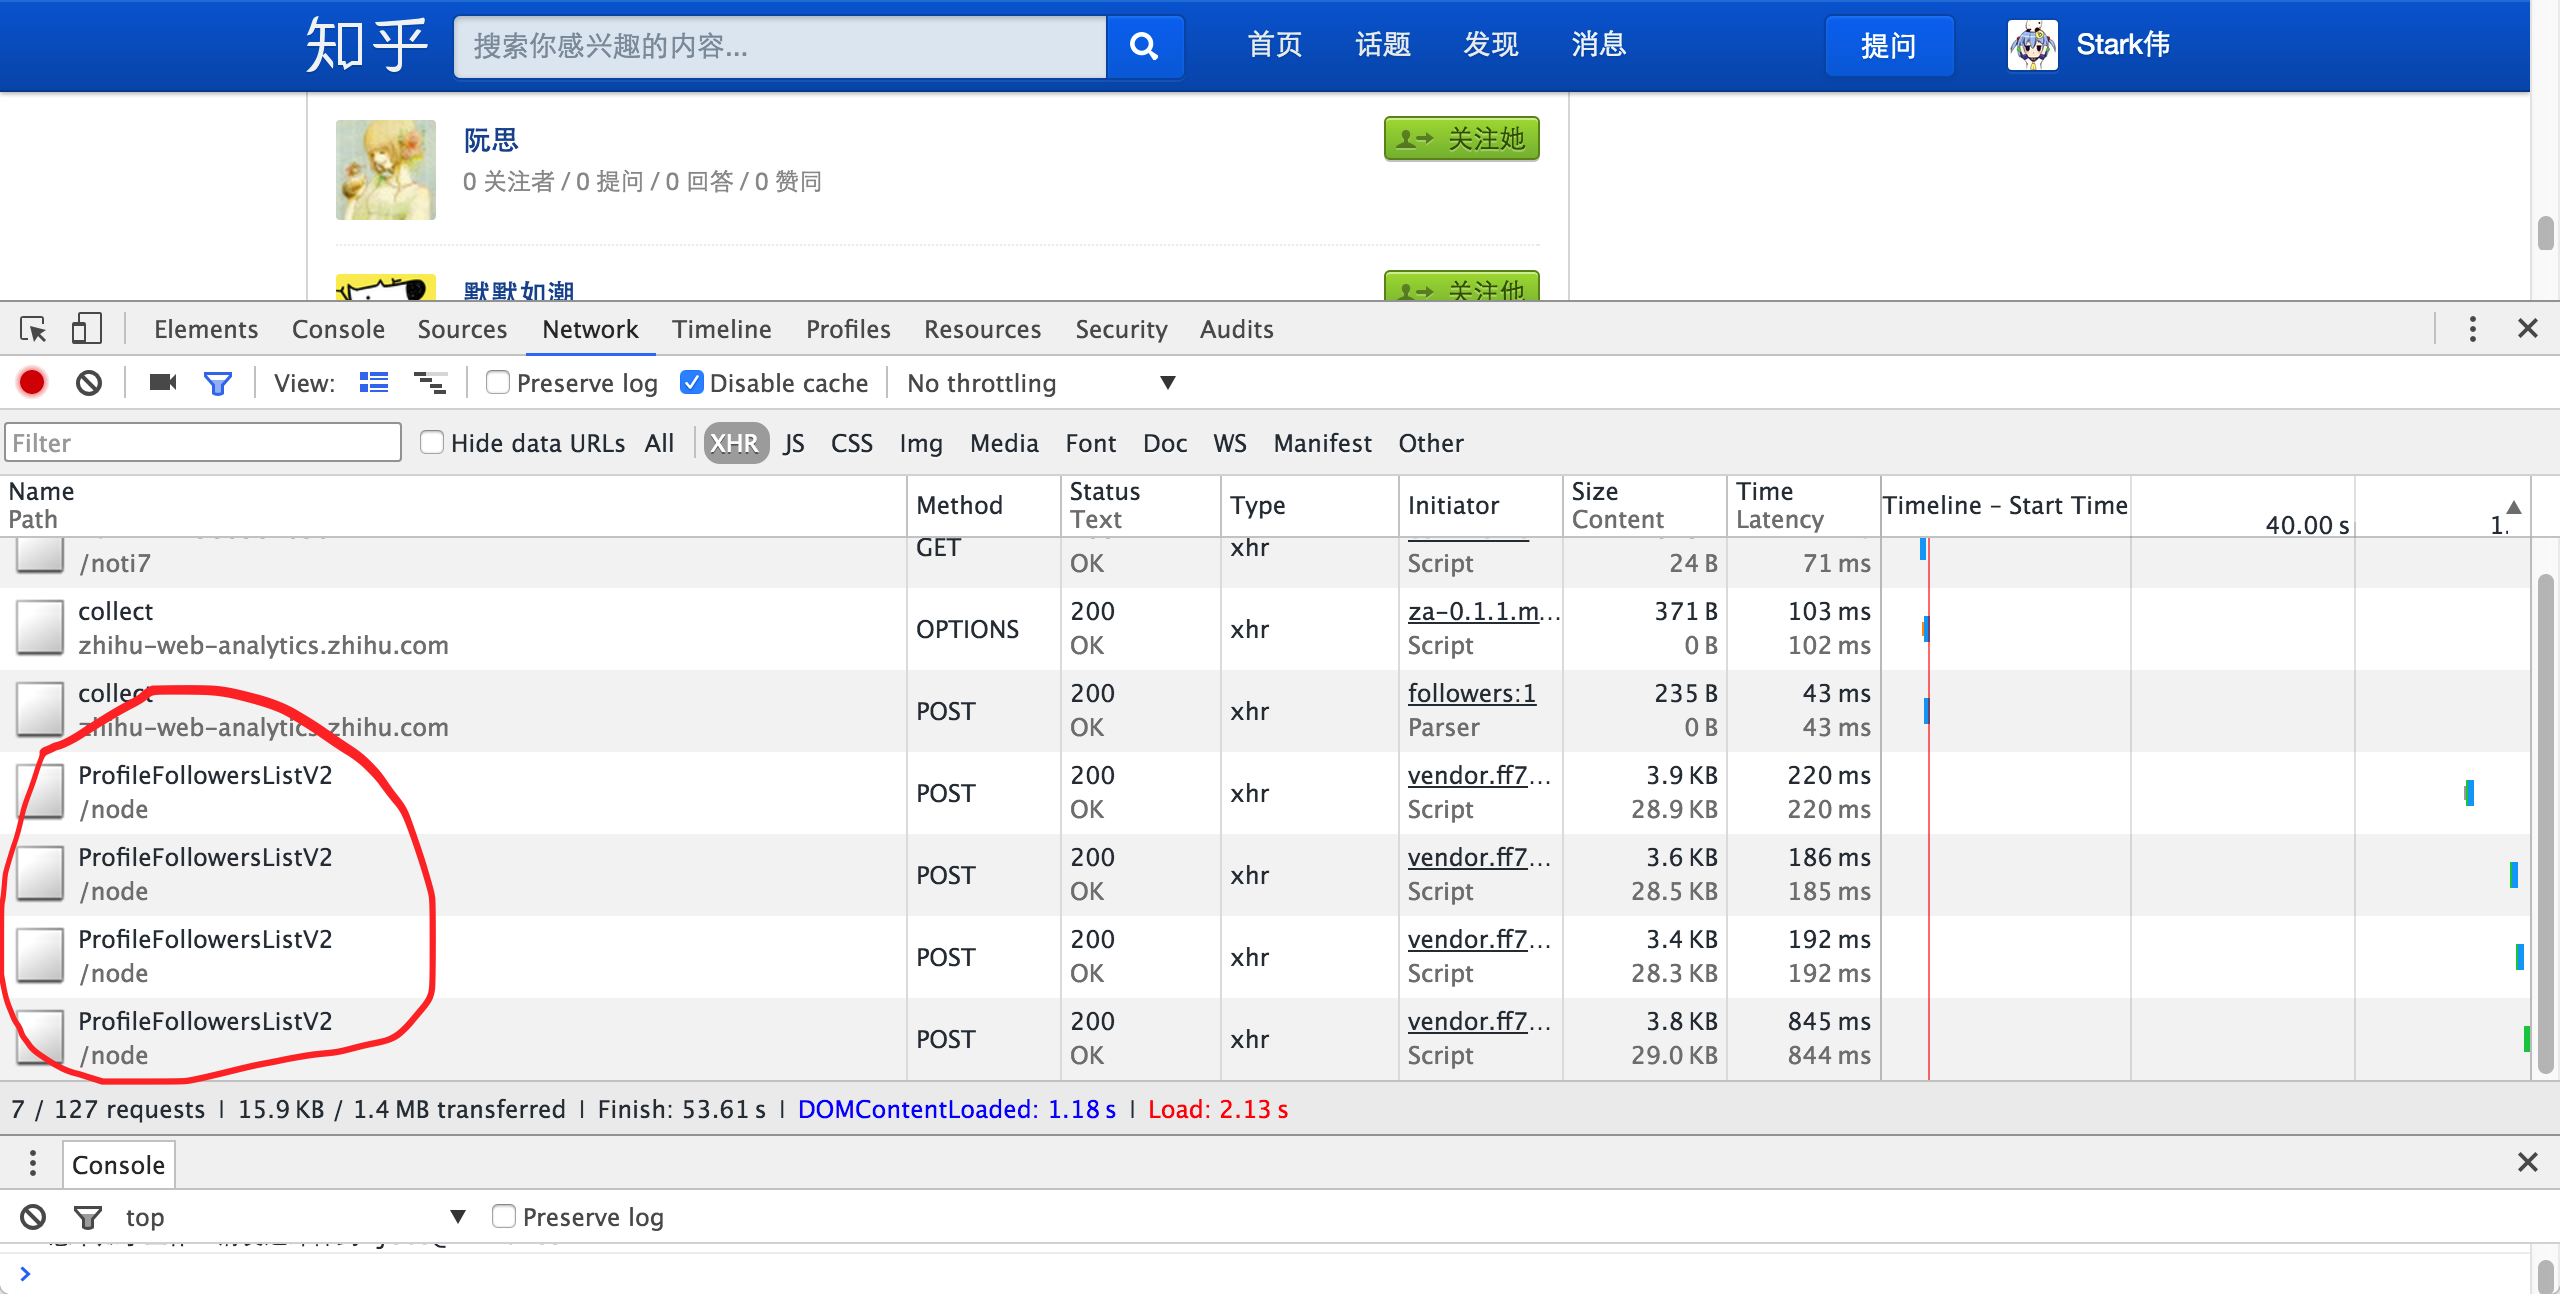 知乎 搜索你感兴趣的内容... 首页 话题 发现 消息 提问 Stark伟
阮思 关注她
0 关注者 / 0 提问 / 0 回答 / 0 赞同
默默如潮 关注他
Elements Console Sources Network Timeline Profiles Resources Security Audits
View: Preserve log Disable cache No throttling
Filter Hide data URLs All XHR JS CSS Img Media Font Doc WS Manifest Other
Name Method Status Type Initiator Size Time Timeline – Start Time
Path Text Content Latency 40.00 s 1.
GET xhr
/noti7 OK Script 24 B 71 ms
collect OPTIONS 200 xhr za-0.1.1.m... 371 B 103 ms
zhihu-web-analytics.zhihu.com OK Script 0 B 102 ms
collect POST 200 xhr followers:1 235 B 43 ms
zhihu-web-analytics.zhihu.com OK Parser 0 B 43 ms
ProfileFollowersListV2 POST 200 xhr vendor.ff7... 3.9 KB 220 ms
/node OK Script 28.9 KB 220 ms
ProfileFollowersListV2 POST 200 xhr vendor.ff7... 3.6 KB 186 ms
/node OK Script 28.5 KB 185 ms
ProfileFollowersListV2 POST 200 xhr vendor.ff7... 3.4 KB 192 ms
/node OK Script 28.3 KB 192 ms
ProfileFollowersListV2 POST 200 xhr vendor.ff7... 3.8 KB 845 ms
/node OK Script 29.0 KB 844 ms
7 / 127 requests | 15.9 KB / 1.4 MB transferred | Finish: 53.61 s | DOMContentLoaded: 1.18 s | Load: 2.13 s
Console
top Preserve log